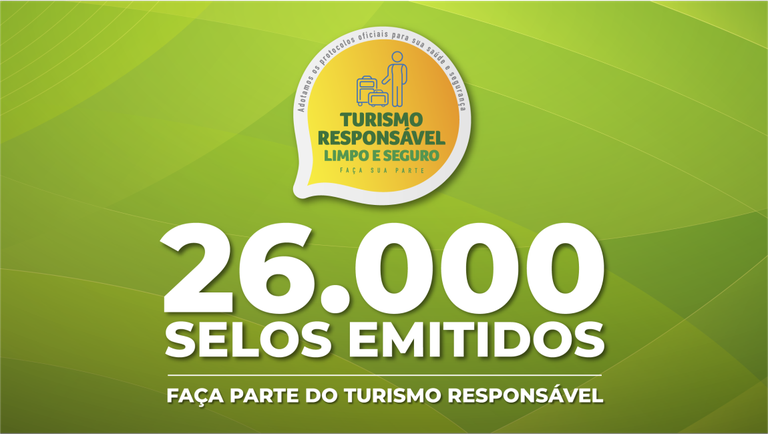 Adotamos os protocolos oficiais para sua saúde e segurança
TURISMO
RESPONSÁVEL
LIMPO E SEGURO
FAÇA SUA PARTE
26.000
SELOS EMITIDOS
FAÇA PARTE DO TURISMO RESPONSÁVEL